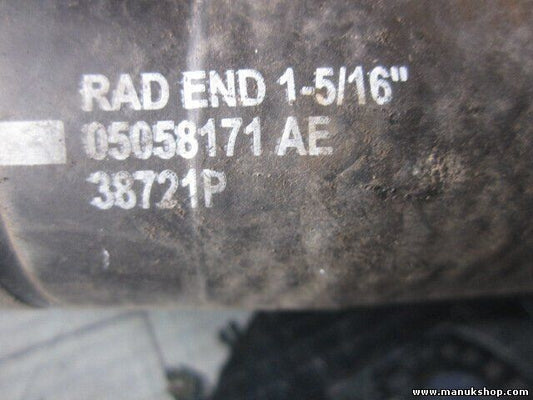 RAD END 1-5/16"
05058171 AE
38721P
www.manukshop.com